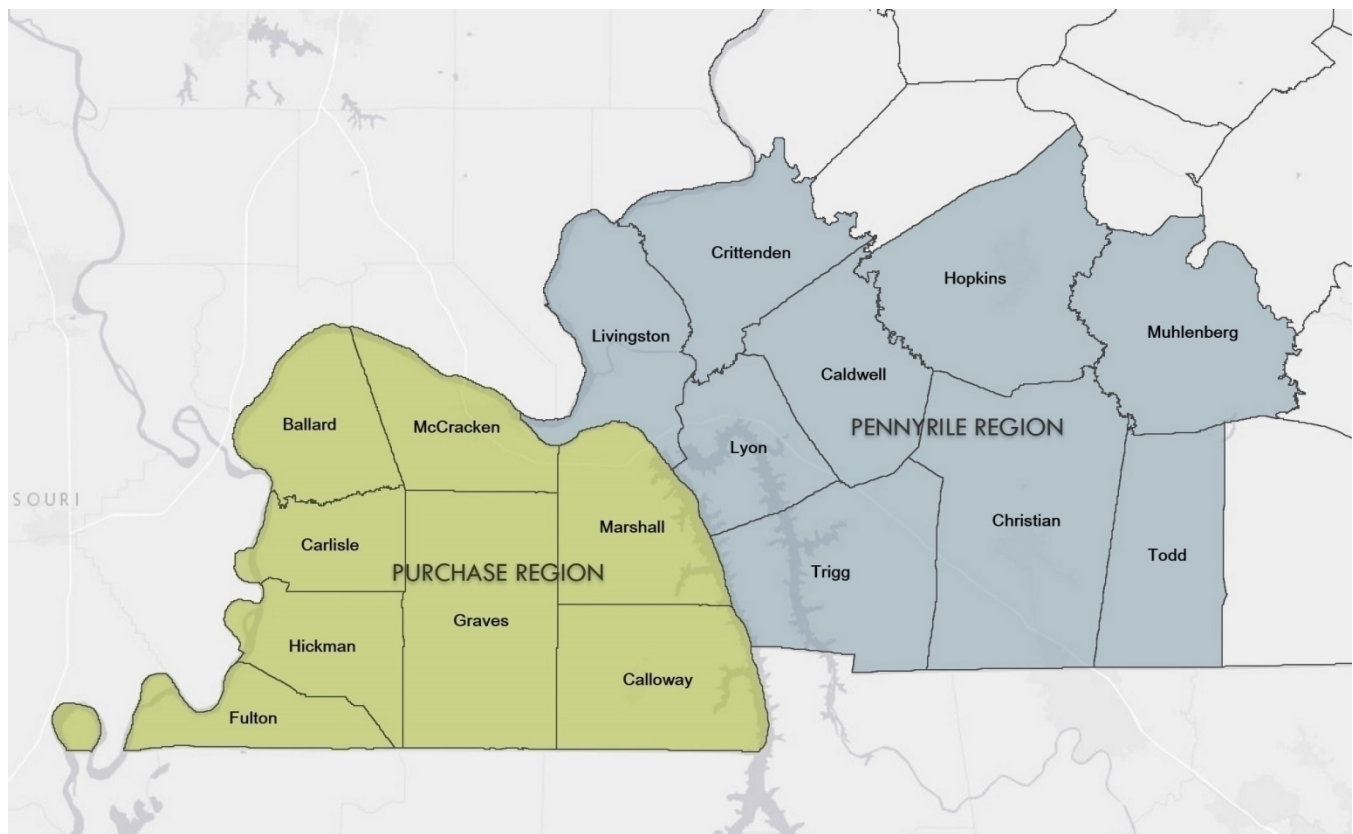 Crittenden
Hopkins
Livingston
Muhlenberg
Caldwell
Ballard
McCracken
PENNYRILE REGION
Lyon
SOURI
Marshall
Christian
Carlisle
Todd
PURCHASE REGION
Trigg
Graves
Hickman
Calloway
Fulton